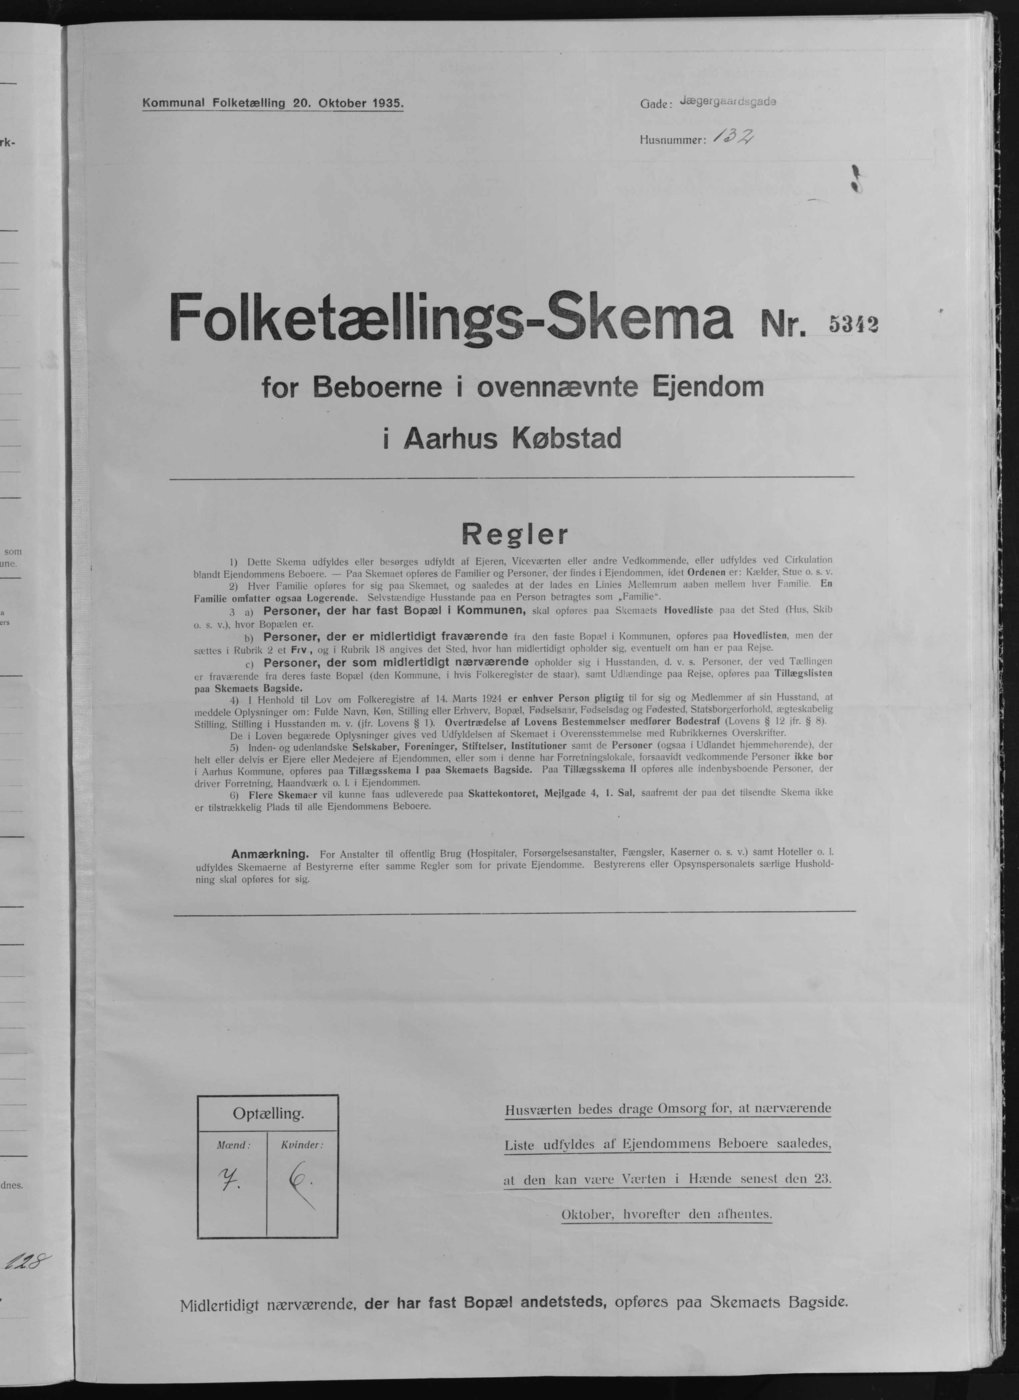 Kommunal Folketælling 20. Oktober 1935.
Gade: Jægergaardsgade
Husnummer: 132
Folketællings-Skema Nr. 5342
for Beboerne i ovennævnte Ejendom
i Aarhus Købstad
Regler
1) Dette Skema udfyldes eller besørges udfyldt af Ejeren, Viceværten eller andre Vedkommende, eller udfyldes ved Cirkulation
blandt Ejendommens Beboere. — Paa Skemaet opføres de Familier og Personer, der findes i Ejendommen, idet Ordenen er: Kælder, Stue o. s. v.
2) Hver Familie opføres for sig paa Skemaet, og saaledes at der lades en Linies Mellemrum aaben mellem hver Familie. En
Familie omfatter ogsaa Logerende. Selvstændige Husstande paa en Person betragtes som „Familie“.
3 a) Personer, der har fast Bopæl i Kommunen, skal opføres paa Skemaets Hovedliste paa det Sted (Hus, Skib
o. s. v.), hvor Bopælen er.
b) Personer, der er midlertidigt fraværende fra den faste Bopæl i Kommunen, opføres paa Hovedlisten, men der
sættes i Rubrik 2 et Frv., og i Rubrik 18 angives det Sted, hvor han midlertidigt opholder sig, eventuelt om han er paa Rejse.
c) Personer, der som midlertidigt nærværende opholder sig i Husstanden, d. v. s. Personer, der ved Tællingen
er fraværende fra deres faste Bopæl (den Kommune, i hvis Folkeregister de staar), samt Udlændinge paa Rejse, opføres paa Tillægslisten
paa Skemaets Bagside.
4) I Henhold til Lov om Folkeregistre af 14. Marts 1924 er enhver Person pligtig til for sig og Medlemmer af sin Husstand, at
meddele Oplysninger om: Fulde Navn, Køn, Stilling eller Erhverv, Bopæl, Fødselsaar, Fødselsdag og Fødested, Statsborgerforhold, ægteskabelig
Stilling, Stilling i Husstanden m. v. (jfr. Lovens § 1). Overtrædelse af Lovens Bestemmelser medfører Bødestraf (Lovens § 12 jfr. § 8).
De i Loven begærede Oplysninger gives ved Udfyldelsen af Skemaet i Overensstemmelse med Rubrikkernes Overskrifter.
5) Inden- og udenlandske Selskaber, Foreninger, Stiftelser, Institutioner samt de Personer (ogsaa i Udlandet hjemmehørende), der
helt eller delvis er Ejere eller Medejere af Ejendommen, eller som i denne har Forretningslokale, forsaavidt vedkommende Personer ikke bor
i Aarhus Kommune, opføres paa Tillægsskema I paa Skemaets Bagside. Paa Tillægsskema II opføres alle indenbysboende Personer, der
driver Forretning, Haandværk o. l. i Ejendommen.
6) Flere Skemaer vil kunne faas udleverede paa Skattekontoret, Mejlgade 4, 1. Sal, saafremt der paa det tilsendte Skema ikke
er tilstrækkelig Plads til alle Ejendommens Beboere.
Anmærkning. For Anstalter til offentlig Brug (Hospitaler, Forsørgelsesanstalter, Fængsler, Kaserner o. s. v.) samt Hoteller o. l.
udfyldes Skemaerne af Bestyrerne efter samme Regler som for private Ejendomme. Bestyrerens eller Opsynspersonalets særlige Hushold-
ning skal opføres for sig.
Optælling.
Mænd: Kvinder:
7. 6.
Husværten bedes drage Omsorg for, at nærværende
Liste udfyldes af Ejendommens Beboere saaledes,
at den kan være Værten i Hænde senest den 23.
Oktober, hvorefter den afhentes.
Midlertidigt nærværende, der har fast Bopæl andetsteds, opføres paa Skemaets Bagside.
rk-
som
une.
a
ers
dnes.
128